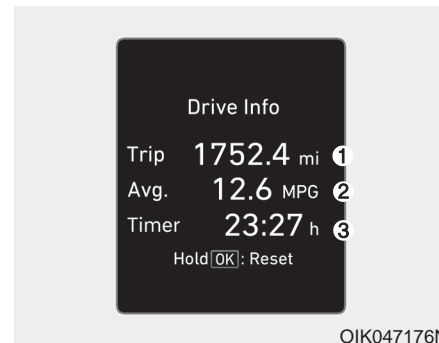 Drive Info
Trip 1752.4 mi ①
Avg. 12.6 MPG ②
Timer 23:27 h ③
Hold OK : Reset
OIK047176N